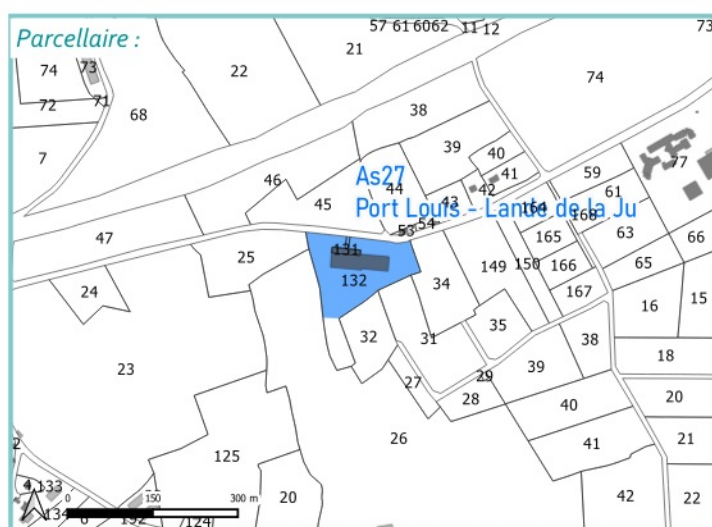 Parcellaire :
57 61 60 62 11 12 73
21
74 73 22 74
72 71 68 38
7 39 40 59 77
46 44 41 61
As27
45 43 42 164 168
Port Louis - Lande de la Ju
47 53 54 165 63 66
25 131 149 150 166 65
24 132 34 167 16 15
32 31 35 38 18
23 27 29 39 20
28 40
26 41 21
125 20 42 22
4 133
150 300 m
0
134 6 132 124